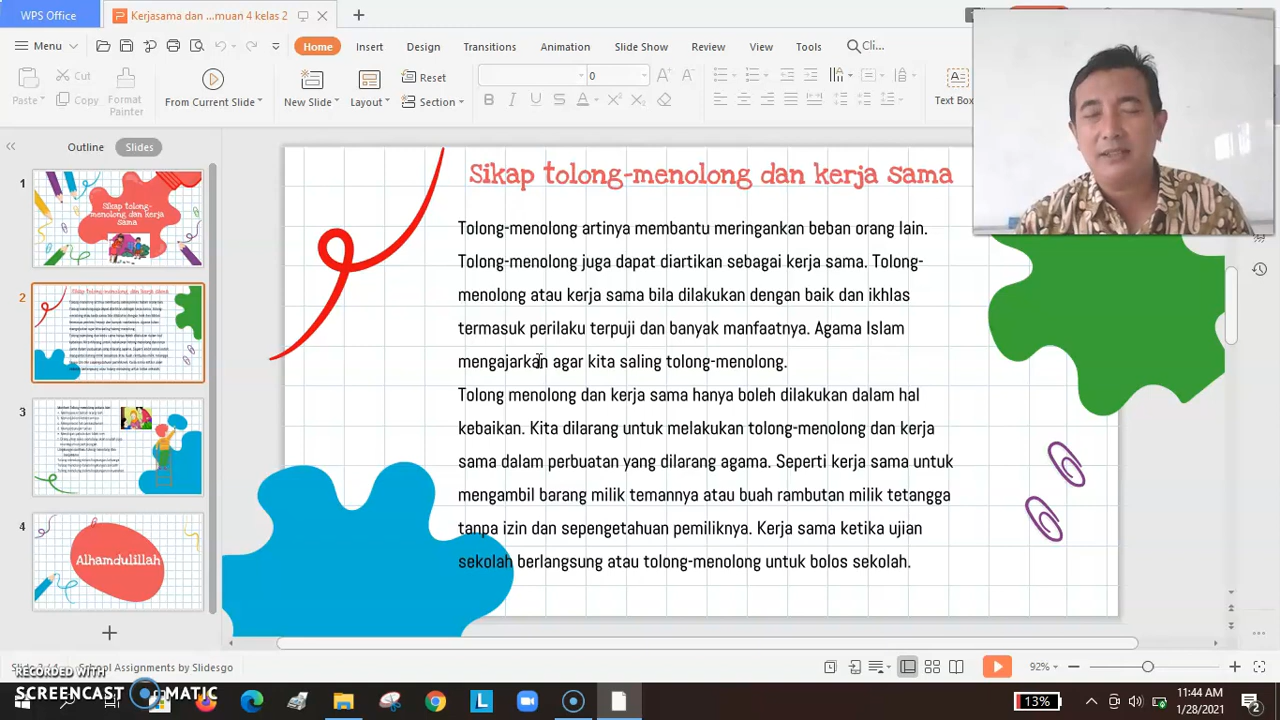 WPS Office
Kerjasama dan ...muan 4 kelas 2
Menu
Home
Insert
Design
Transitions
Animation
Slide Show
Review
View
Tools
Cli...
Paste
Cut
Format
Painter
From Current Slide
New Slide
Layout
Reset
Section
0
B I U A
Text Box
Outline
Slides
1
Sikap tolong-
menolong dan kerja
sama
2
3
4
Alhamdulillah
Sikap tolong-menolong dan kerja sama
Tolong-menolong artinya membantu meringankan beban orang lain.
Tolong-menolong juga dapat diartikan sebagai kerja sama. Tolong-
menolong atau kerja sama bila dilakukan dengan baik dan ikhlas
termasuk perilaku terpuji dan banyak manfaatnya. Agama Islam
mengajarkan agar kita saling tolong-menolong.
Tolong menolong dan kerja sama hanya boleh dilakukan dalam hal
kebaikan. Kita dilarang untuk melakukan tolong-menolong dan kerja
sama dalam perbuatan yang dilarang agama. Seperti kerja sama untuk
mengambil barang milik temannya atau buah rambutan milik tetangga
tanpa izin dan sepengetahuan pemiliknya. Kerja sama ketika ujian
sekolah berlangsung atau tolong-menolong untuk bolos sekolah.
School Assignments by Slidesgo
92%
RECORDED WITH
SCREENCAST MATIC
13%
11:44 AM
1/28/2021
2